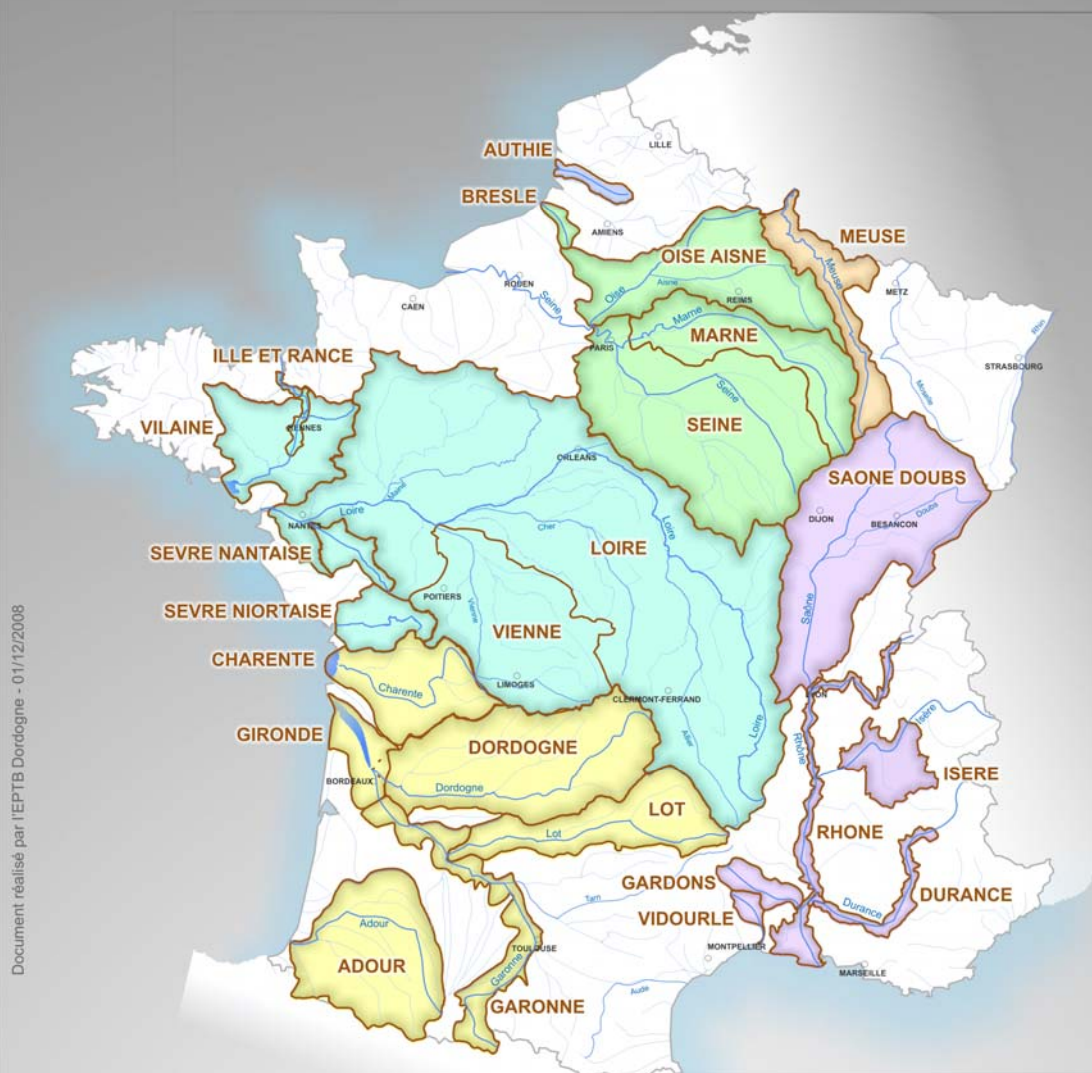 LILLE
AUTHIE
BRESLE
AMIENS
MEUSE
OISE AISNE
Meuse
METZ
ROUEN
Seine
Oise
Aisne
REIMS
CAEN
Marne
MARNE
Rhin
PARIS
ILLE ET RANCE
STRASBOURG
Moselle
Seine
SEINE
VILAINE
RENNES
ORLEANS
SAONE DOUBS
Maine
Loire
NANTES
Cher
Loire
DIJON
BESANCON
Doubs
SEVRE NANTAISE
LOIRE
POITIERS
Vienne
Saône
SEVRE NIORTAISE
VIENNE
CHARENTE
Charente
LIMOGES
CLERMONT-FERRAND
LYON
Loire
Allier
Isère
GIRONDE
DORDOGNE
Rhône
BORDEAUX
Dordogne
ISERE
LOT
Lot
RHONE
GARDONS
DURANCE
Tarn
Durance
VIDOURLE
Adour
TOULOUSE
MONTPELLIER
ADOUR
Garonne
MARSEILLE
Aude
GARONNE
Document réalisé par l'EPTB Dordogne - 01/12/2008